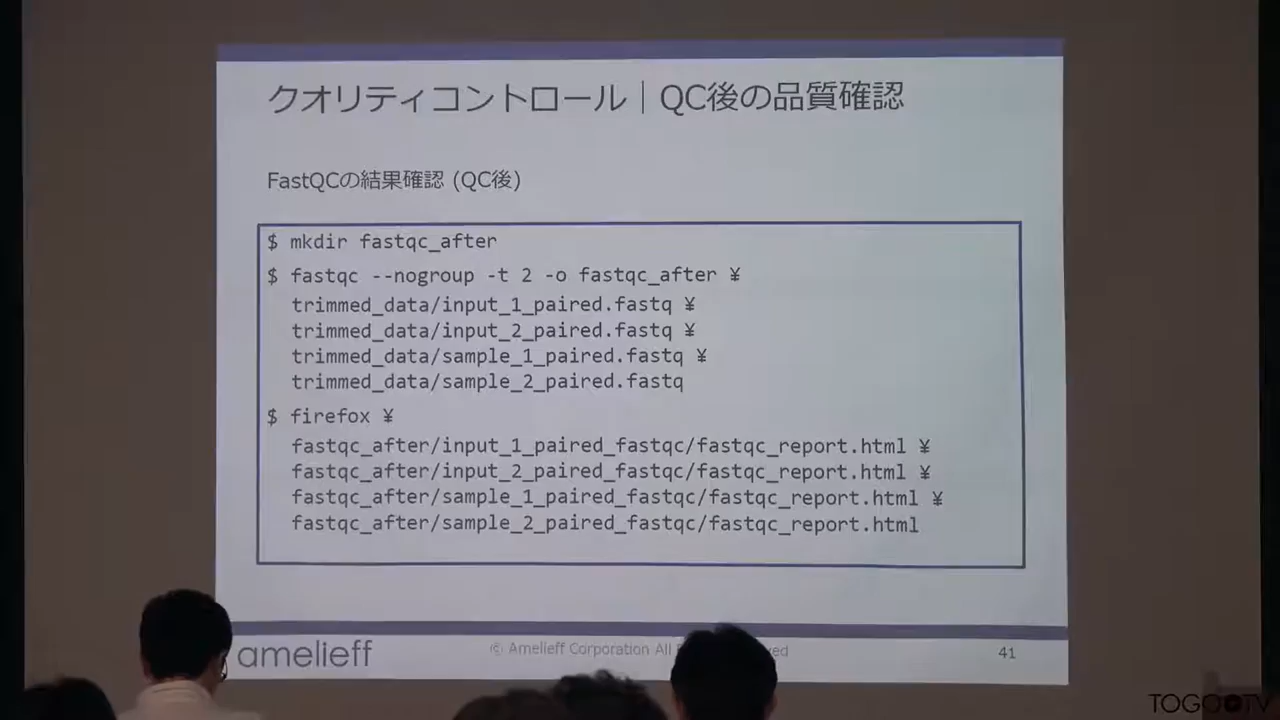 クオリティコントロール｜QC後の品質確認
FastQCの結果確認 (QC後)
$ mkdir fastqc_after
$ fastqc --nogroup -t 2 -o fastqc_after ¥
trimmed_data/input_1_paired.fastq ¥
trimmed_data/input_2_paired.fastq ¥
trimmed_data/sample_1_paired.fastq ¥
trimmed_data/sample_2_paired.fastq
$ firefox ¥
fastqc_after/input_1_paired_fastqc/fastqc_report.html ¥
fastqc_after/input_2_paired_fastqc/fastqc_report.html ¥
fastqc_after/sample_1_paired_fastqc/fastqc_report.html ¥
fastqc_after/sample_2_paired_fastqc/fastqc_report.html
amelieff
© Amelieff Corporation All
41
TOGOTV